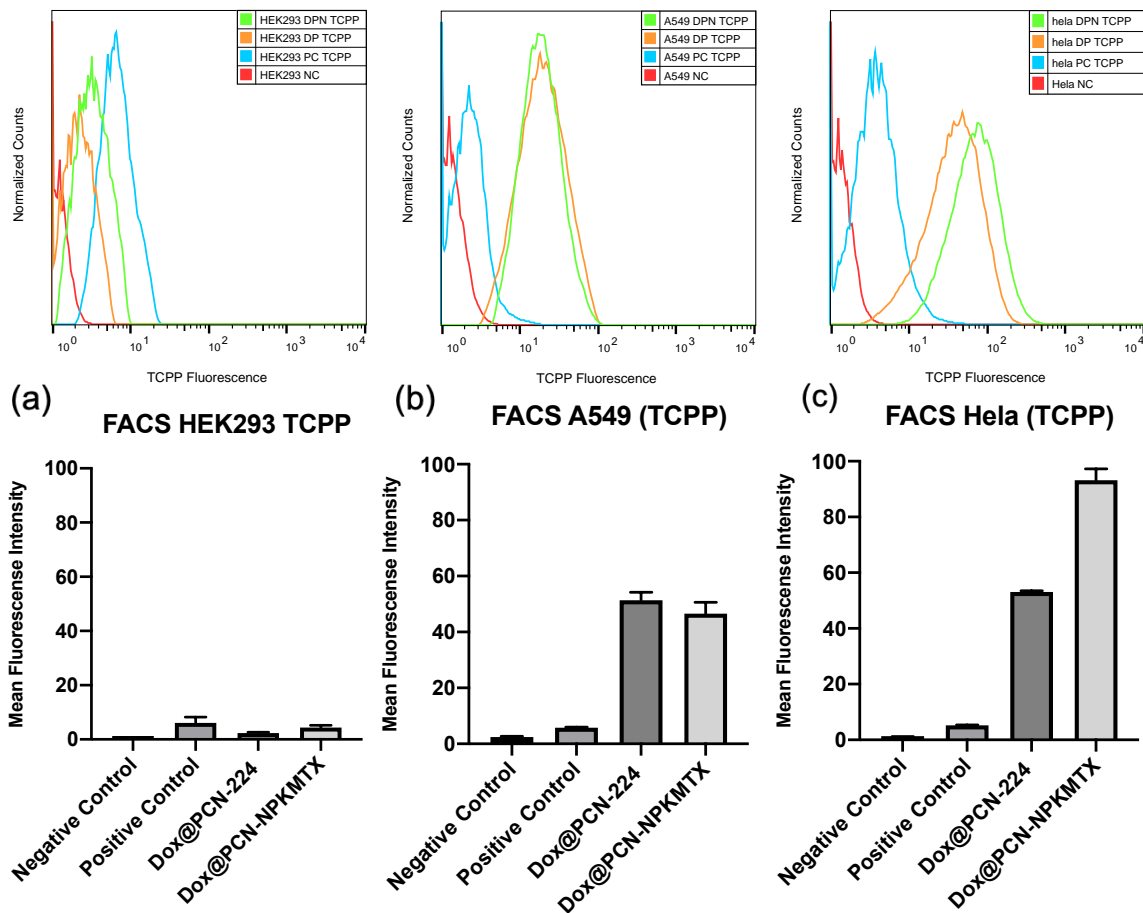 HEK293 DPN TCPP
HEK293 DP TCPP
HEK293 PC TCPP
HEK293 NC
Normalized Counts
10^0 10^1 10^2 10^3 10^4
TCPP Fluorescence
A549 DPN TCPP
A549 DP TCPP
A549 PC TCPP
A549 NC
Normalized Counts
10^0 10^1 10^2 10^3 10^4
TCPP Fluorescence
hela DPN TCPP
hela DP TCPP
hela PC TCPP
Hela NC
Normalized Counts
10^0 10^1 10^2 10^3 10^4
TCPP Fluorescence
(a)
FACS HEK293 TCPP
Mean Fluorescense Intensity
100
80
60
40
20
0
Negative Control
Positive Control
Dox@PCN-224
Dox@PCN-NPKMTX
(b)
FACS A549 (TCPP)
Mean Fluorescense Intensity
100
80
60
40
20
0
Negative Control
Positive Control
Dox@PCN-224
Dox@PCN-NPKMTX
(c)
FACS Hela (TCPP)
Mean Fluorescense Intensity
100
80
60
40
20
0
Negative Control
Positive Control
Dox@PCN-224
Dox@PCN-NPKMTX